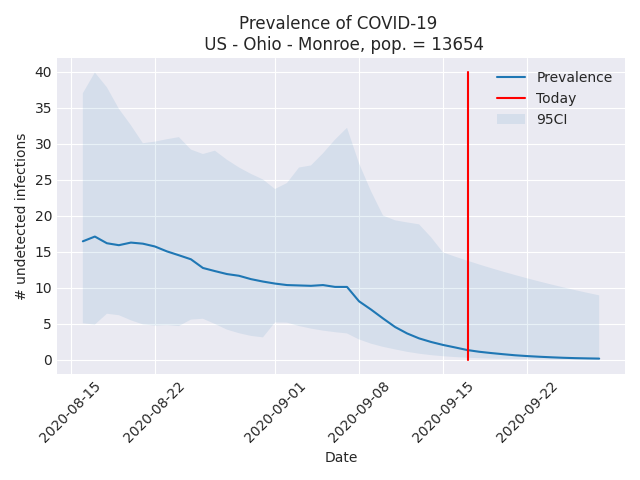 Prevalence of COVID-19
US - Ohio - Monroe, pop. = 13654
Prevalence
Today
95CI
40
35
30
25
20
15
10
5
0
# undetected infections
2020-08-15
2020-08-22
2020-09-01
2020-09-08
2020-09-15
2020-09-22
Date